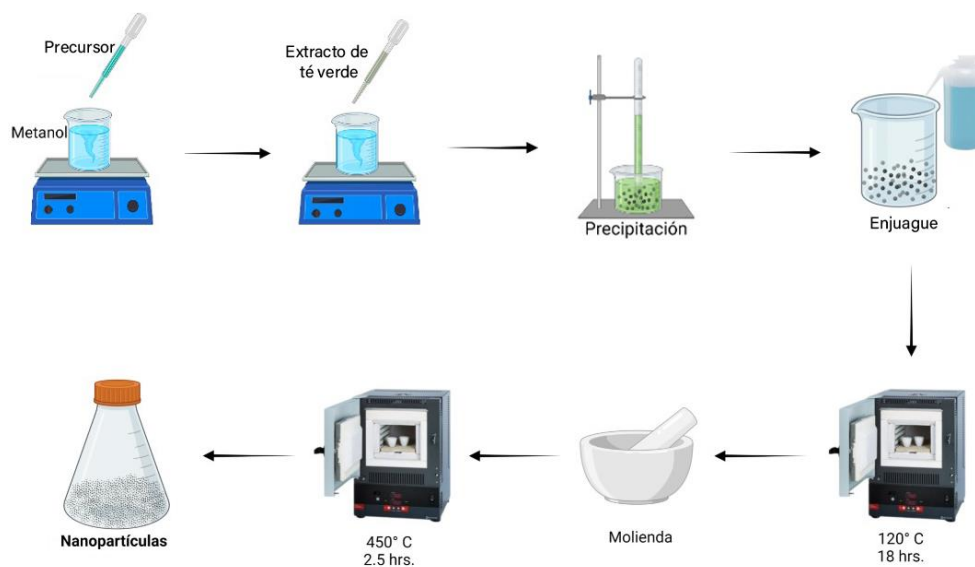 Precursor
Metanol
Extracto de
té verde
Precipitación
Enjuague
120° C
18 hrs.
Molienda
450° C
2.5 hrs.
Nanopartículas